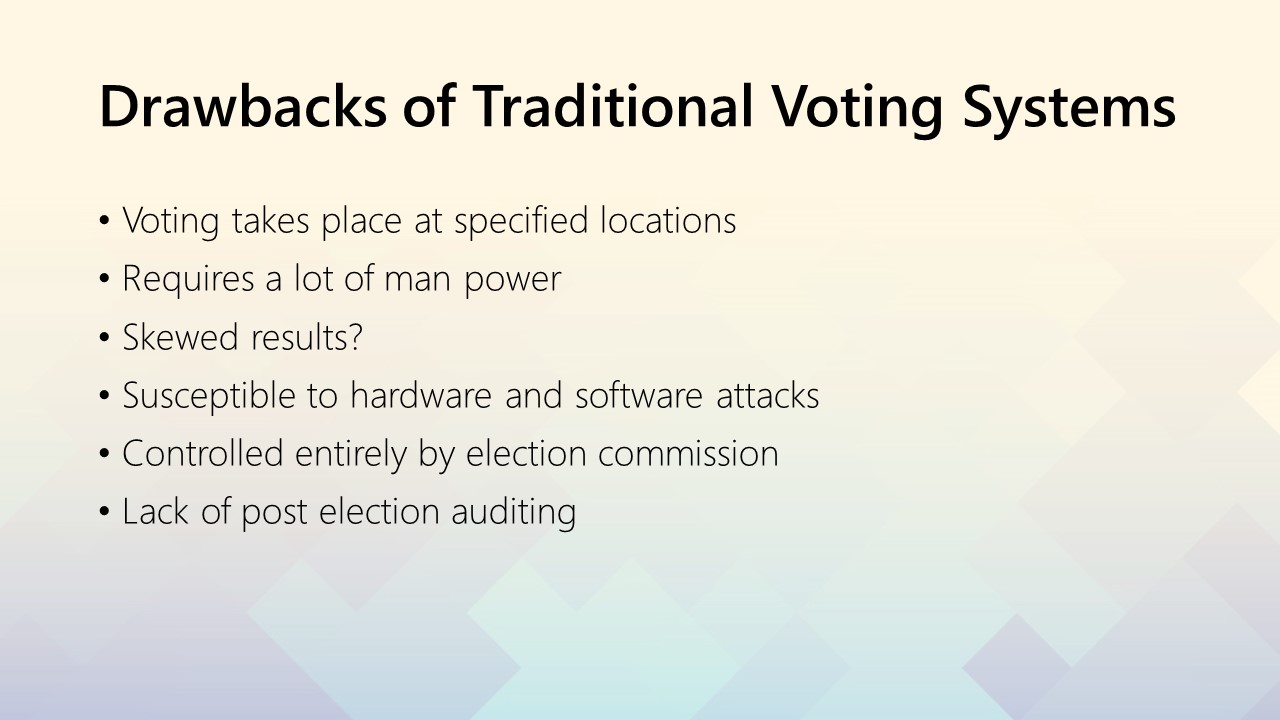 Drawbacks of Traditional Voting Systems
• Voting takes place at specified locations
• Requires a lot of man power
• Skewed results?
• Susceptible to hardware and software attacks
• Controlled entirely by election commission
• Lack of post election auditing